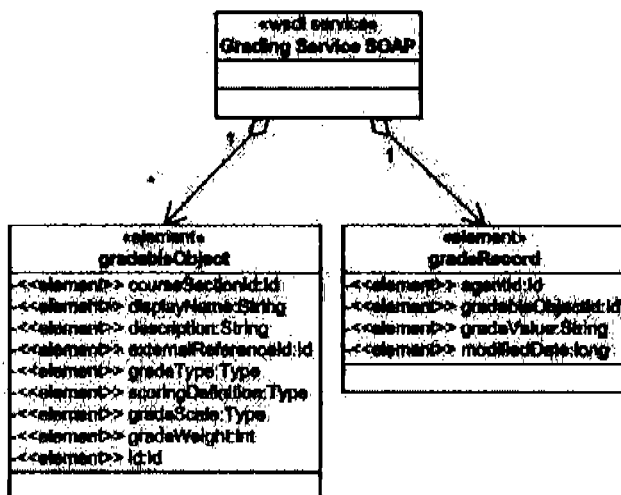 «wsdl service»
Grading Service SOAP
1
*
1
«element»
gradableObject
<<element>> courseSectionId:Id
<<element>> displayName:String
<<element>> description:String
<<element>> externalReferenceId:Id
<<element>> gradeType:Type
<<element>> scoringDefinition:Type
<<element>> gradeScale:Type
<<element>> gradeWeight:Int
<<element>> id:Id
«element»
gradeRecord
<<element>> agentId:Id
<<element>> gradableObjectId:Id
<<element>> gradeValue:String
<<element>> modifiedDate:long